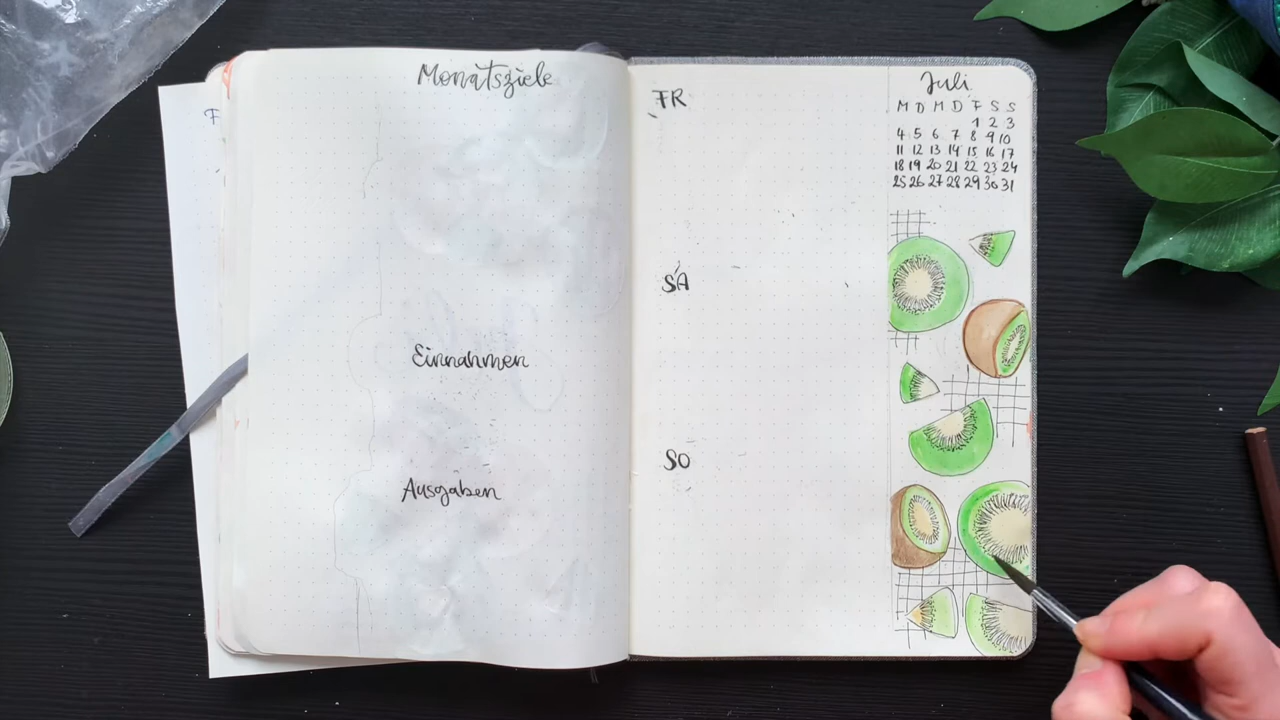 F
Monatsziele
Einnahmen
Ausgaben
FR
SA
SO
Juli
M D M D F S S
1 2 3
4 5 6 7 8 9 10
11 12 13 14 15 16 17
18 19 20 21 22 23 24
25 26 27 28 29 30 31